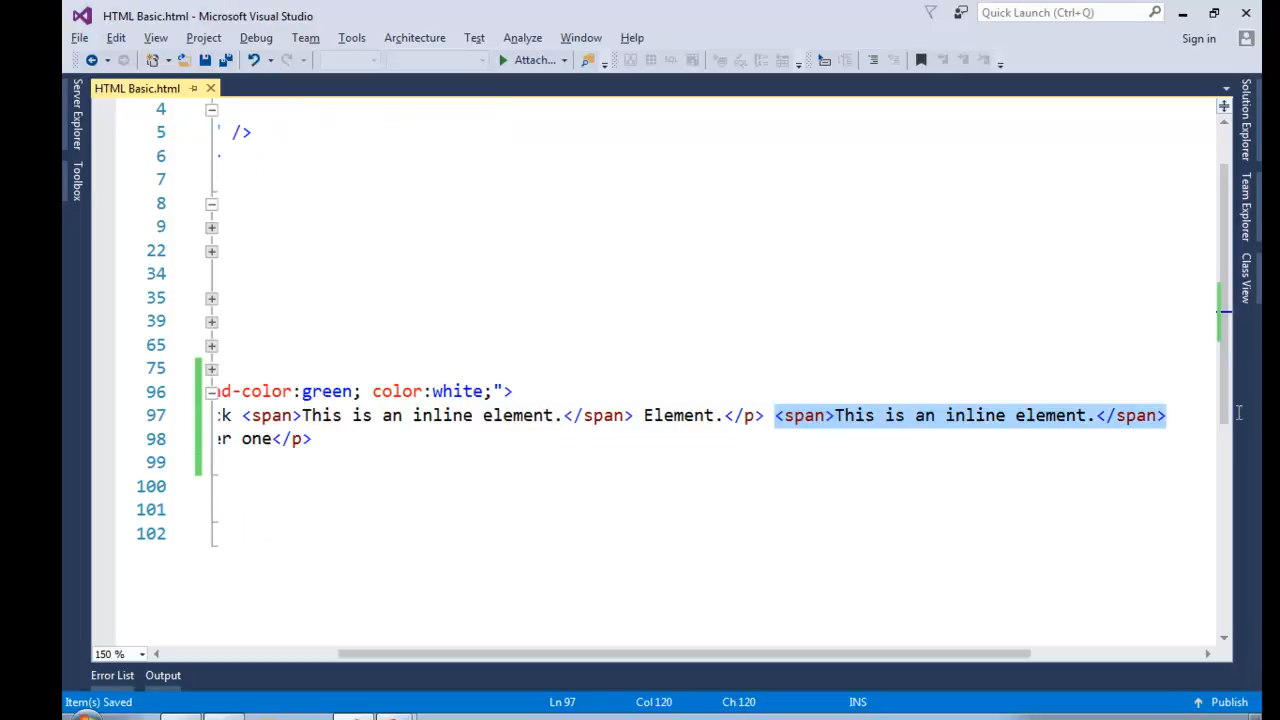 HTML Basic.html - Microsoft Visual Studio
Quick Launch (Ctrl+Q)
File Edit View Project Debug Team Tools Architecture Test Analyze Window Help
Sign in
Attach...
HTML Basic.html
Server Explorer
Toolbox
Solution Explorer
Team Explorer
Class View
4
5 ' />
6
7
8
9
22
34
35
39
65
75
96 nd-color:green; color:white;">
97 ck <span>This is an inline element.</span> Element.</p> <span>This is an inline element.</span>
98 er one</p>
99
100
101
102
150 %
Error List Output
Item(s) Saved Ln 97 Col 120 Ch 120 INS Publish